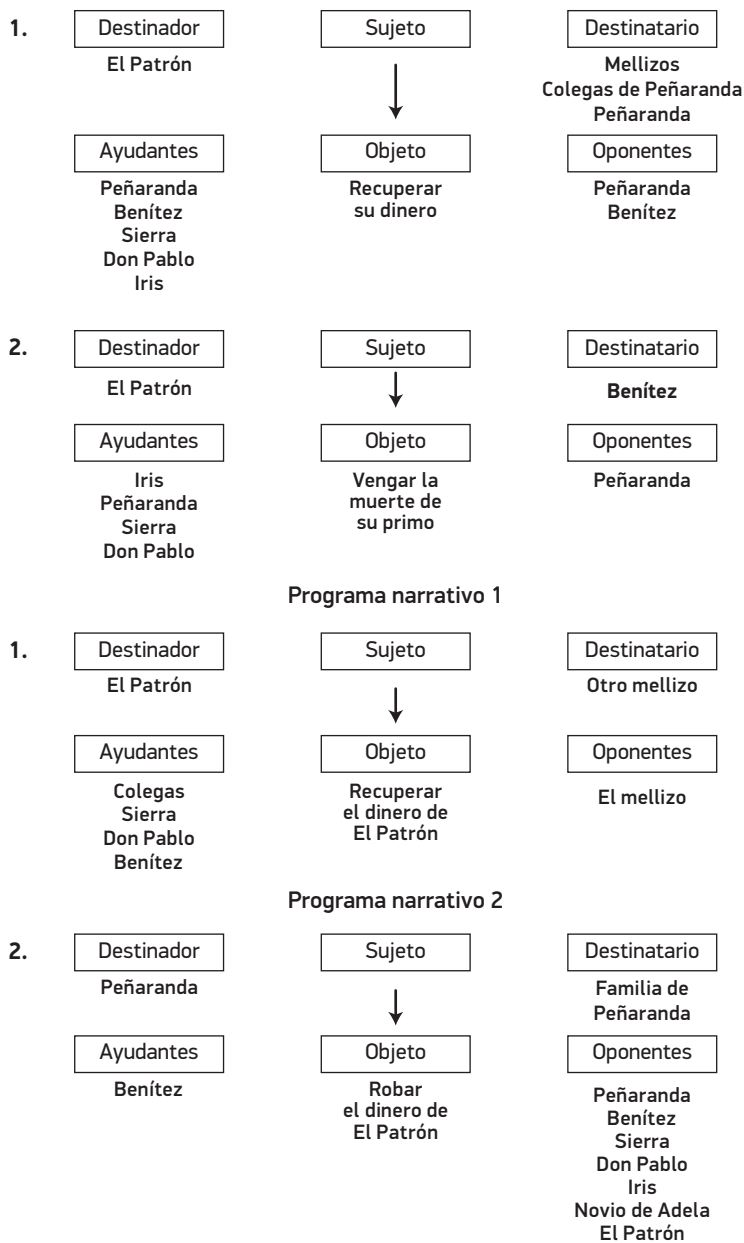 1.
Destinador
Sujeto
Destinatario
El Patrón
Mellizos
Colegas de Peñaranda
Peñaranda
Ayudantes
Objeto
Oponentes
Peñaranda
Benítez
Sierra
Don Pablo
Iris
Recuperar
su dinero
Peñaranda
Benítez
2.
Destinador
Sujeto
Destinatario
El Patrón
Benítez
Ayudantes
Objeto
Oponentes
Iris
Peñaranda
Sierra
Don Pablo
Vengar la
muerte de
su primo
Peñaranda
Programa narrativo 1
1.
Destinador
Sujeto
Destinatario
El Patrón
Otro mellizo
Ayudantes
Objeto
Oponentes
Colegas
Sierra
Don Pablo
Benítez
Recuperar
el dinero de
El Patrón
El mellizo
Programa narrativo 2
2.
Destinador
Sujeto
Destinatario
Peñaranda
Familia de
Peñaranda
Ayudantes
Objeto
Oponentes
Benítez
Robar
el dinero de
El Patrón
Peñaranda
Benítez
Sierra
Don Pablo
Iris
Novio de Adela
El Patrón